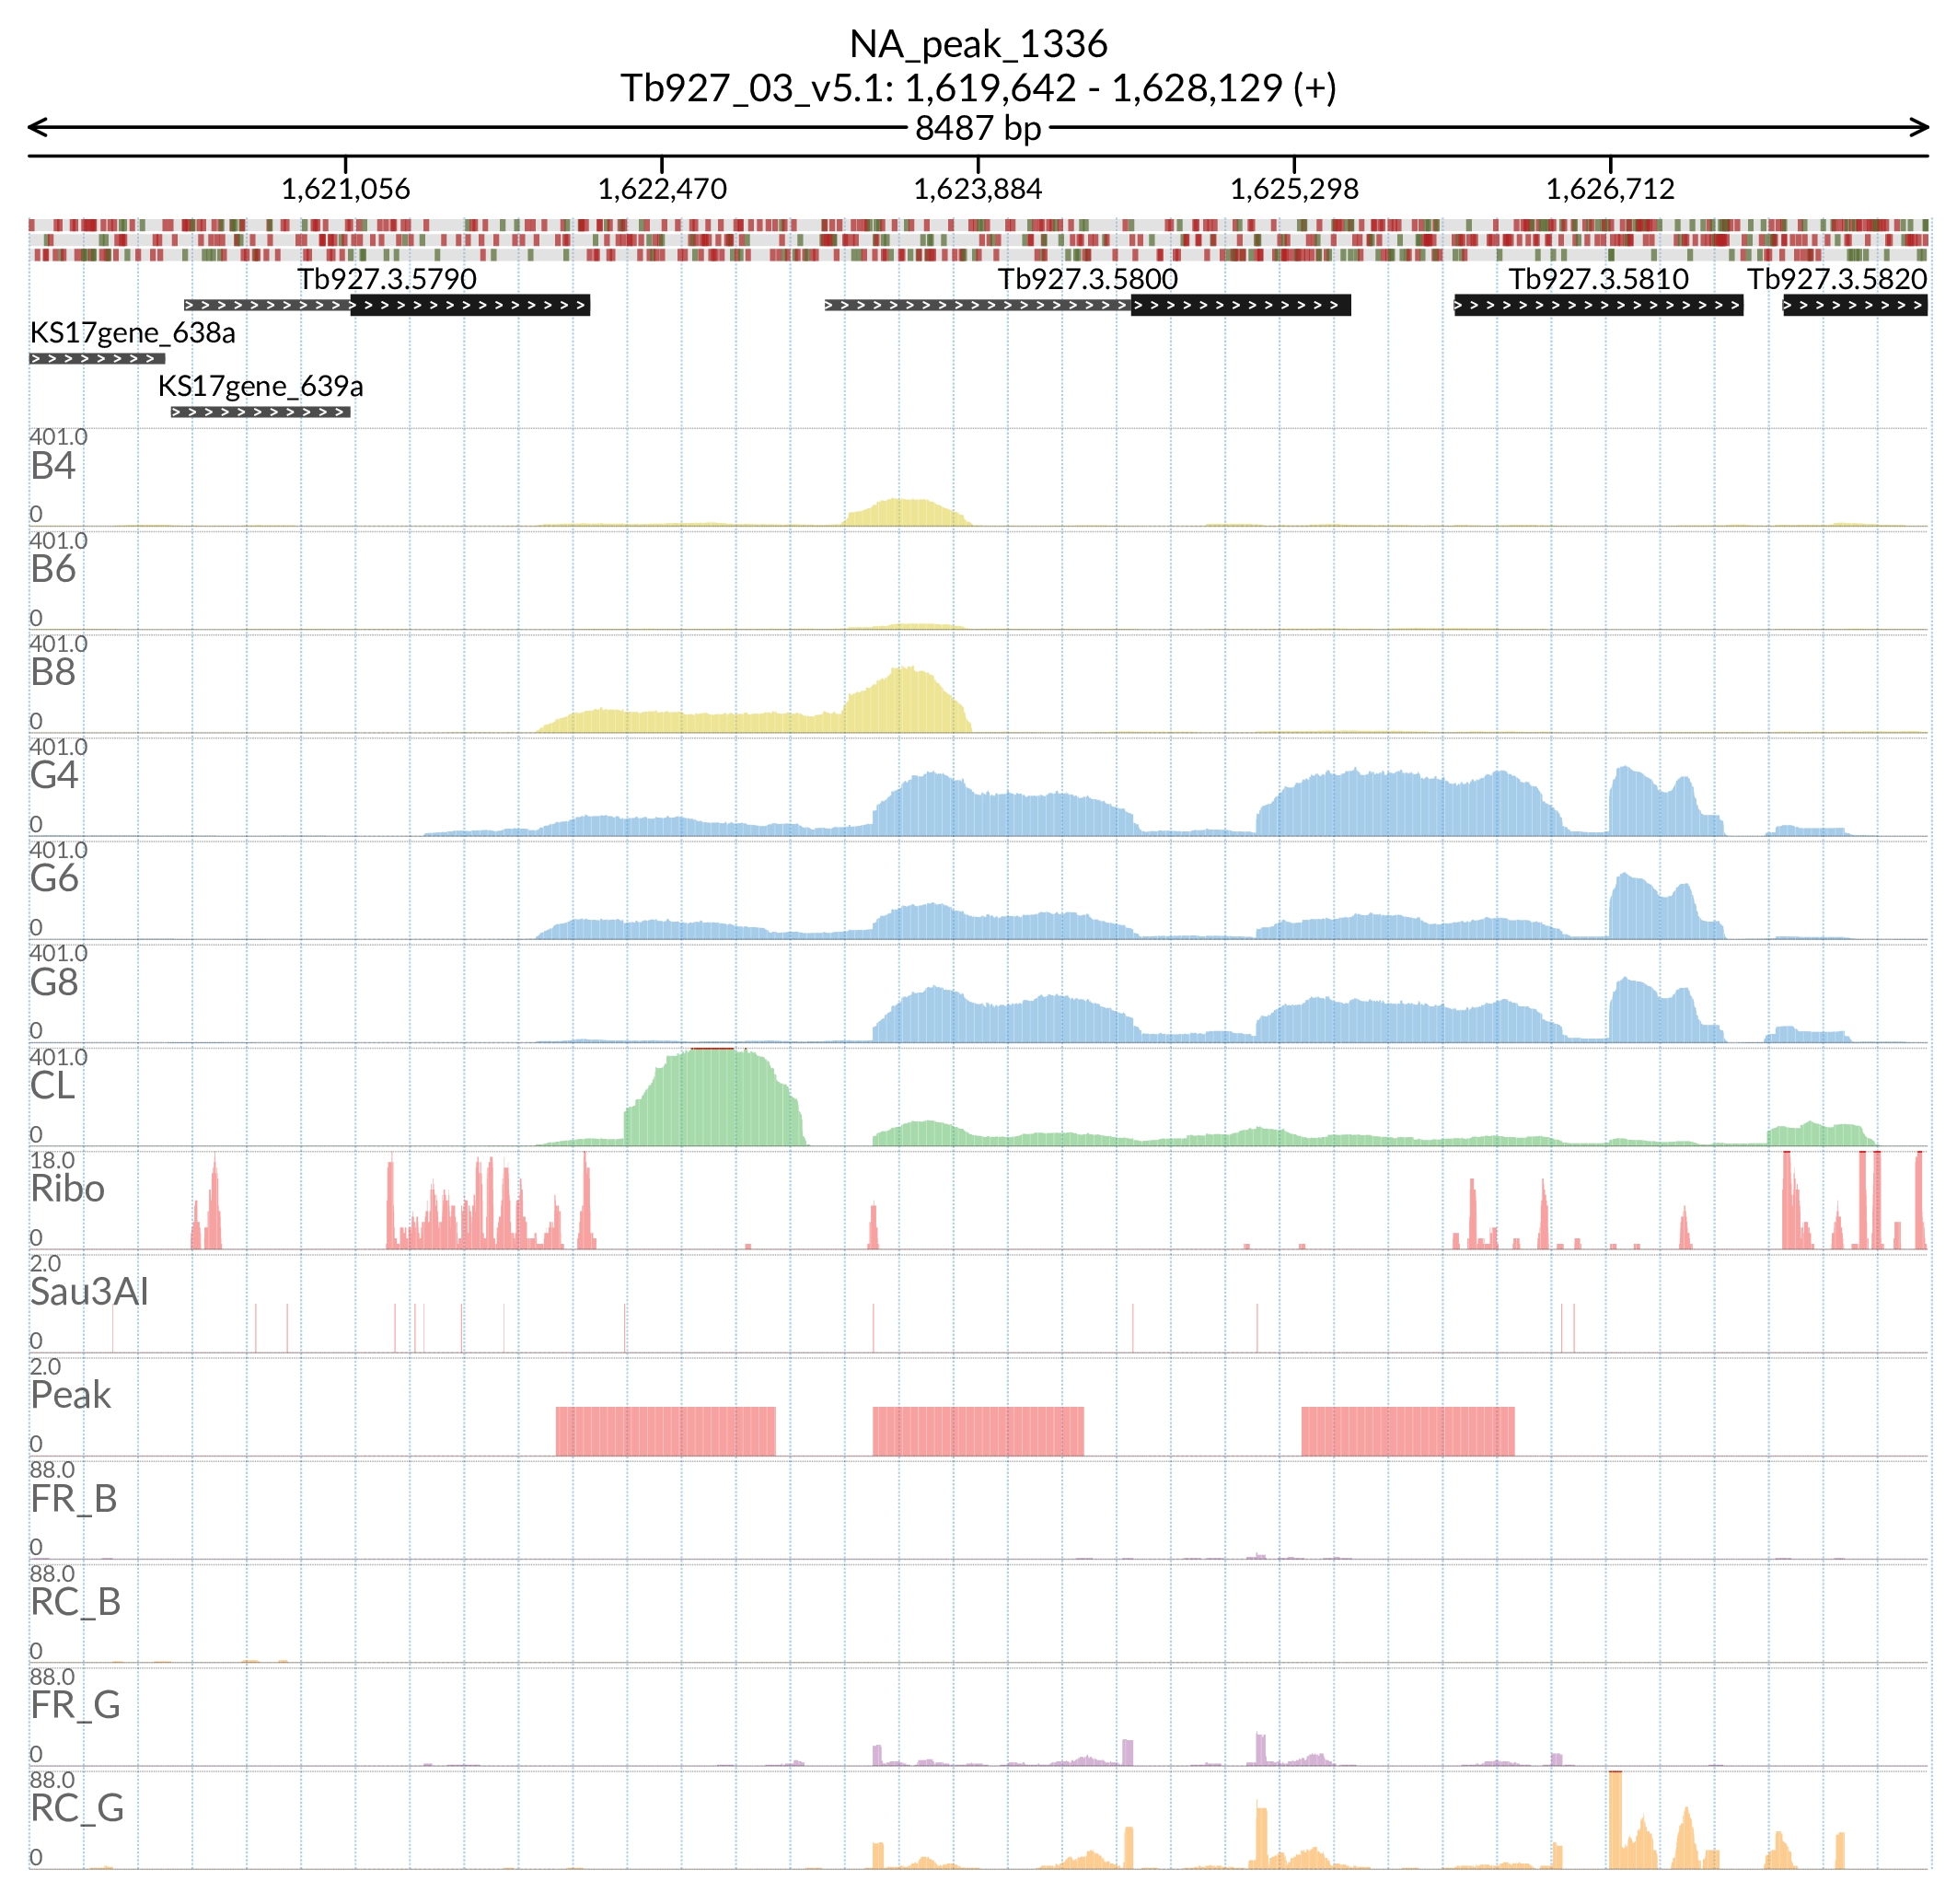 NA_peak_1336
Tb927_03_v5.1: 1,619,642 - 1,628,129 (+)
8487 bp
1,621,056 1,622,470 1,623,884 1,625,298 1,626,712
Tb927.3.5790 Tb927.3.5800 Tb927.3.5810 Tb927.3.5820
KS17gene_638a
KS17gene_639a
401.0
B4
0
401.0
B6
0
401.0
B8
0
401.0
G4
0
401.0
G6
0
401.0
G8
0
401.0
CL
0
18.0
Ribo
0
2.0
Sau3AI
0
2.0
Peak
0
88.0
FR_B
0
88.0
RC_B
0
88.0
FR_G
0
88.0
RC_G
0